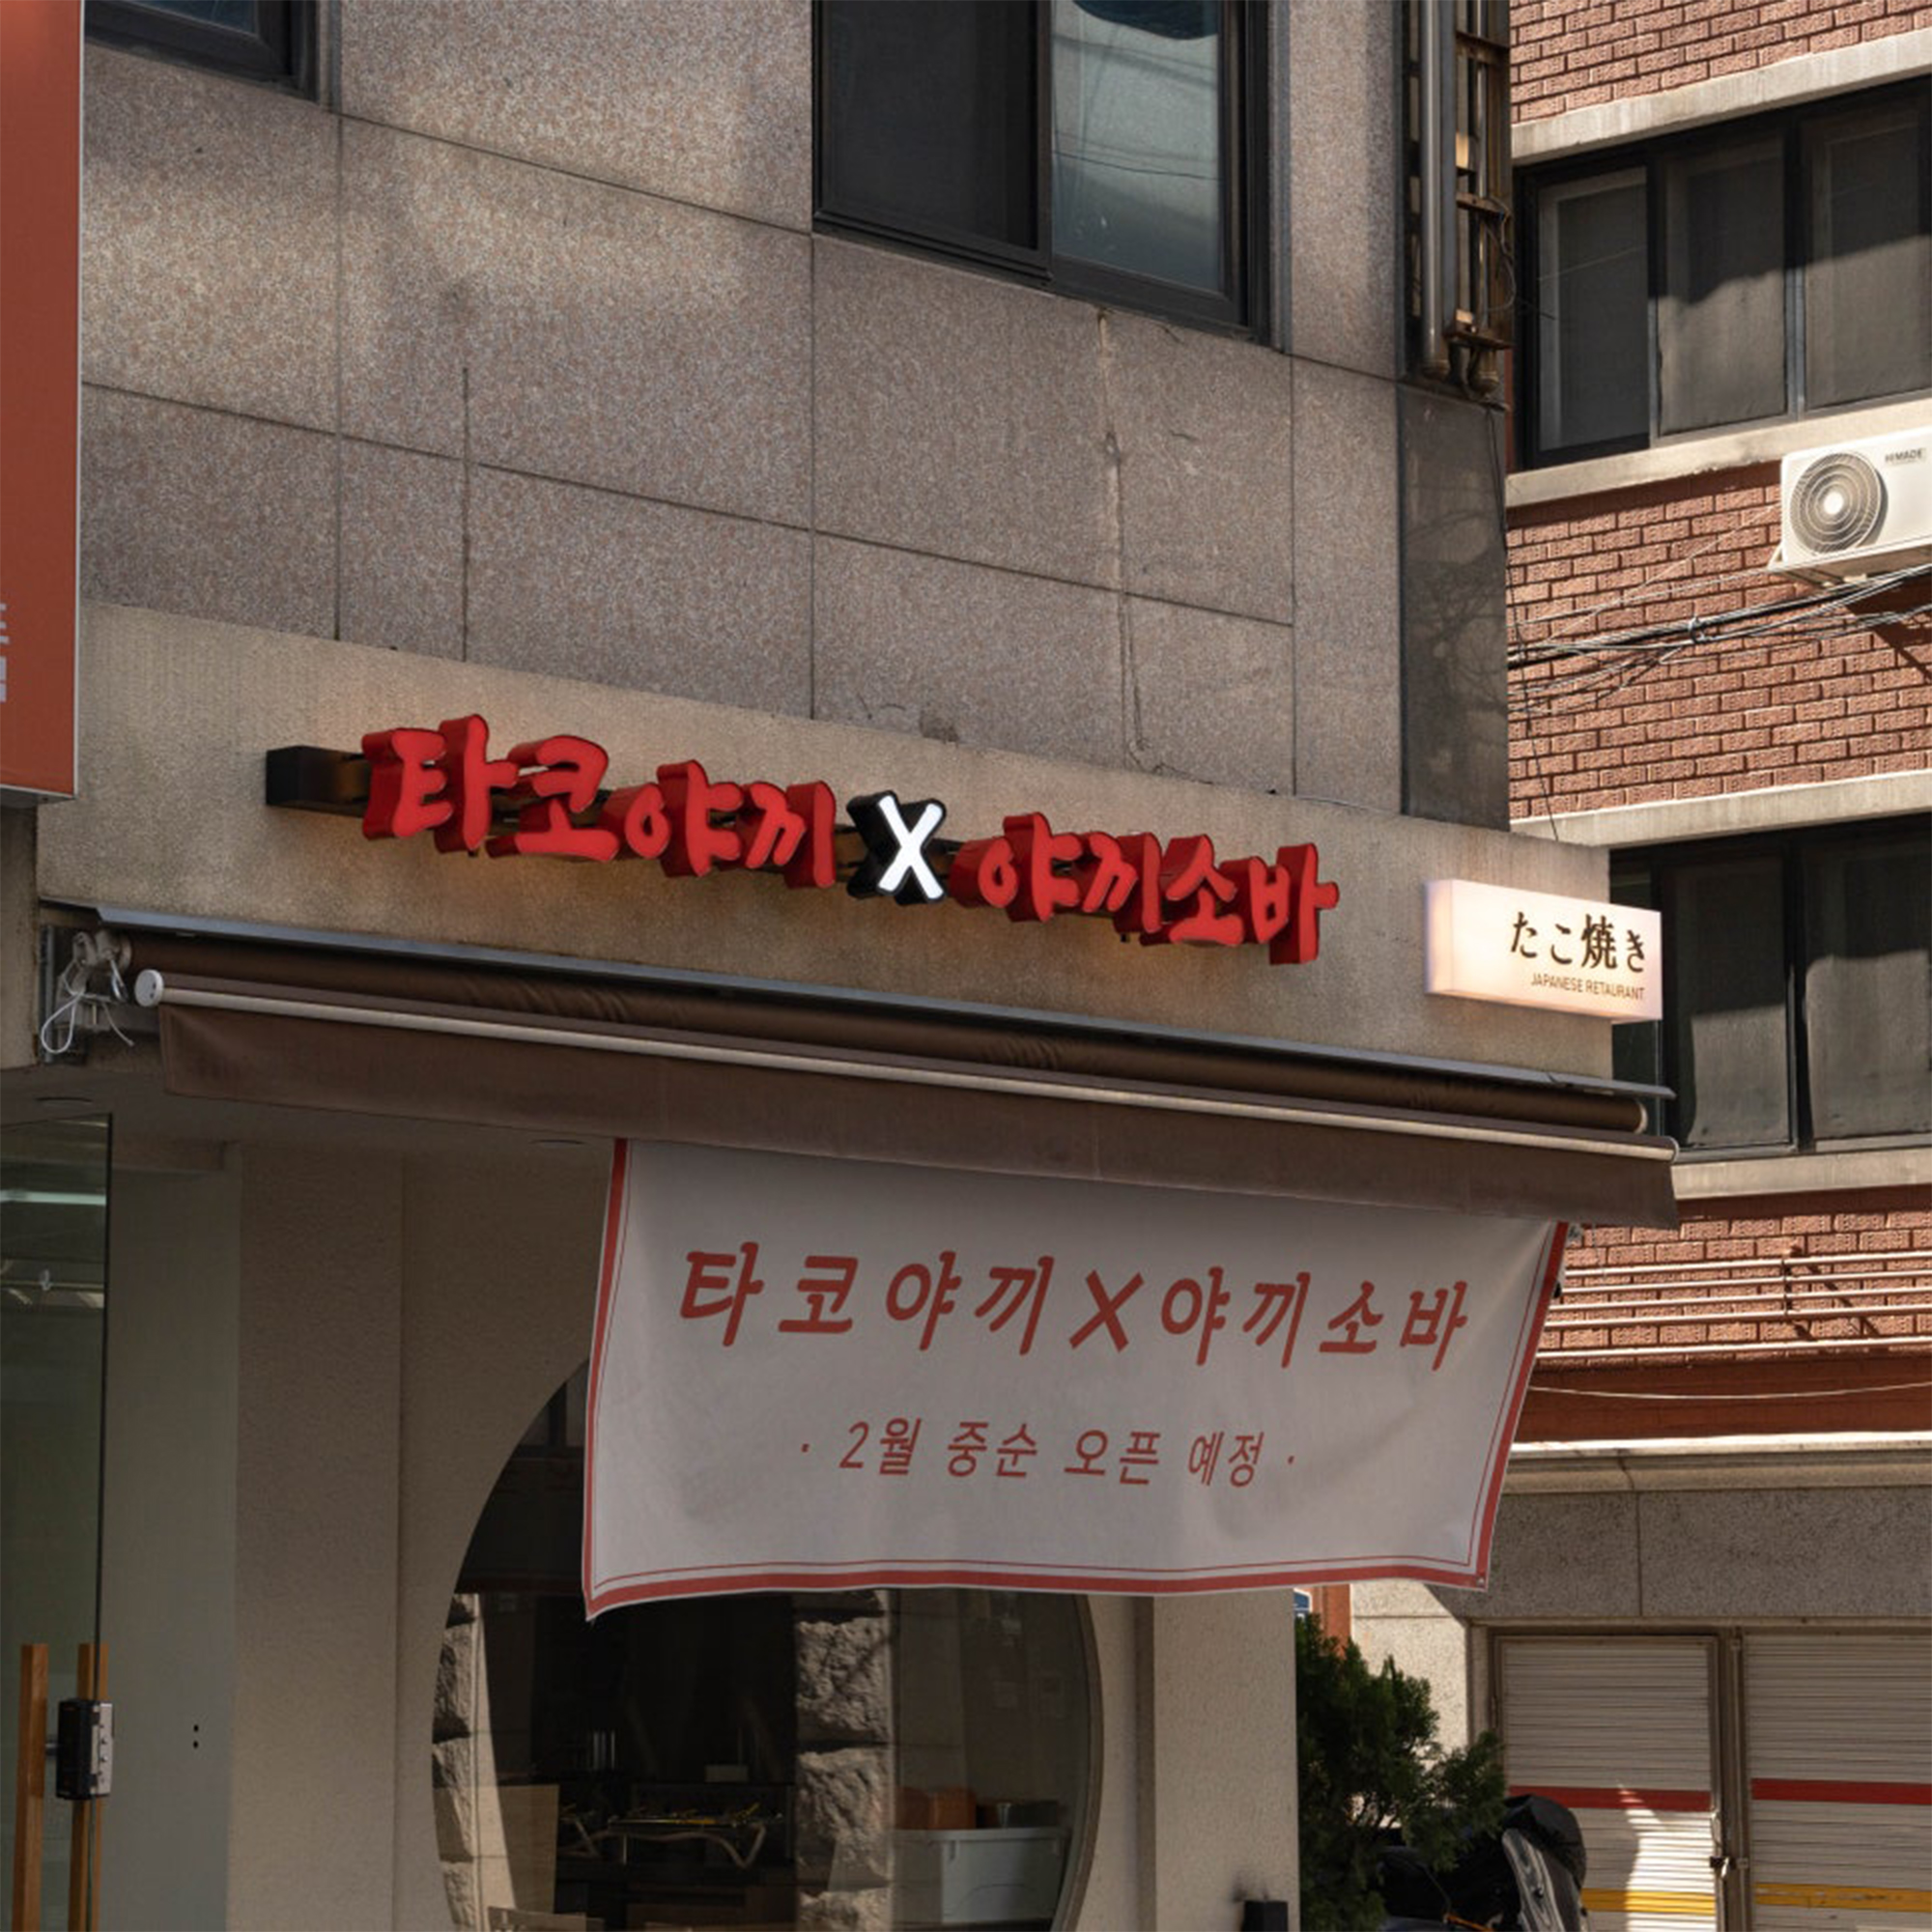 타코야끼 X 야끼소바
たこ焼き
JAPANESE RETAURANT
타코야끼X야끼소바
· 2월 중순 오픈 예정 ·
HIMADE